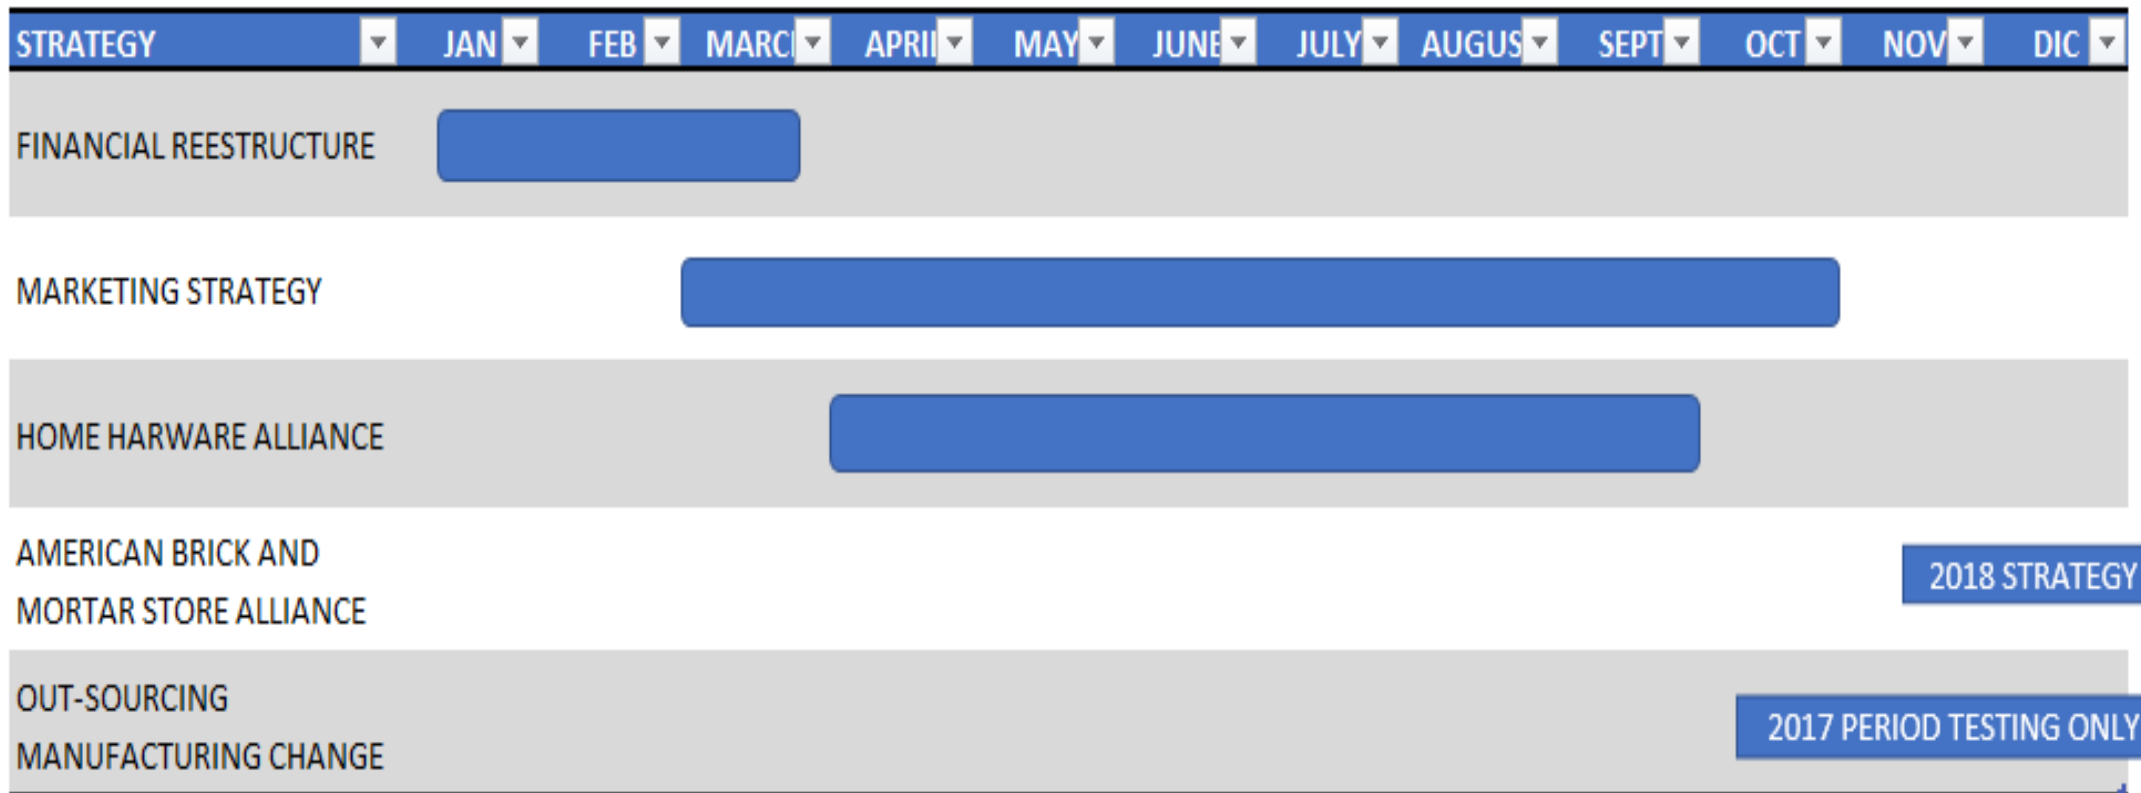 STRATEGY JAN FEB MARC APRIL MAY JUNE JULY AUGUS SEPT OCT NOV DIC
FINANCIAL REESTRUCTURE
MARKETING STRATEGY
HOME HARWARE ALLIANCE
AMERICAN BRICK AND
MORTAR STORE ALLIANCE
2018 STRATEGY
OUT-SOURCING
MANUFACTURING CHANGE
2017 PERIOD TESTING ONLY